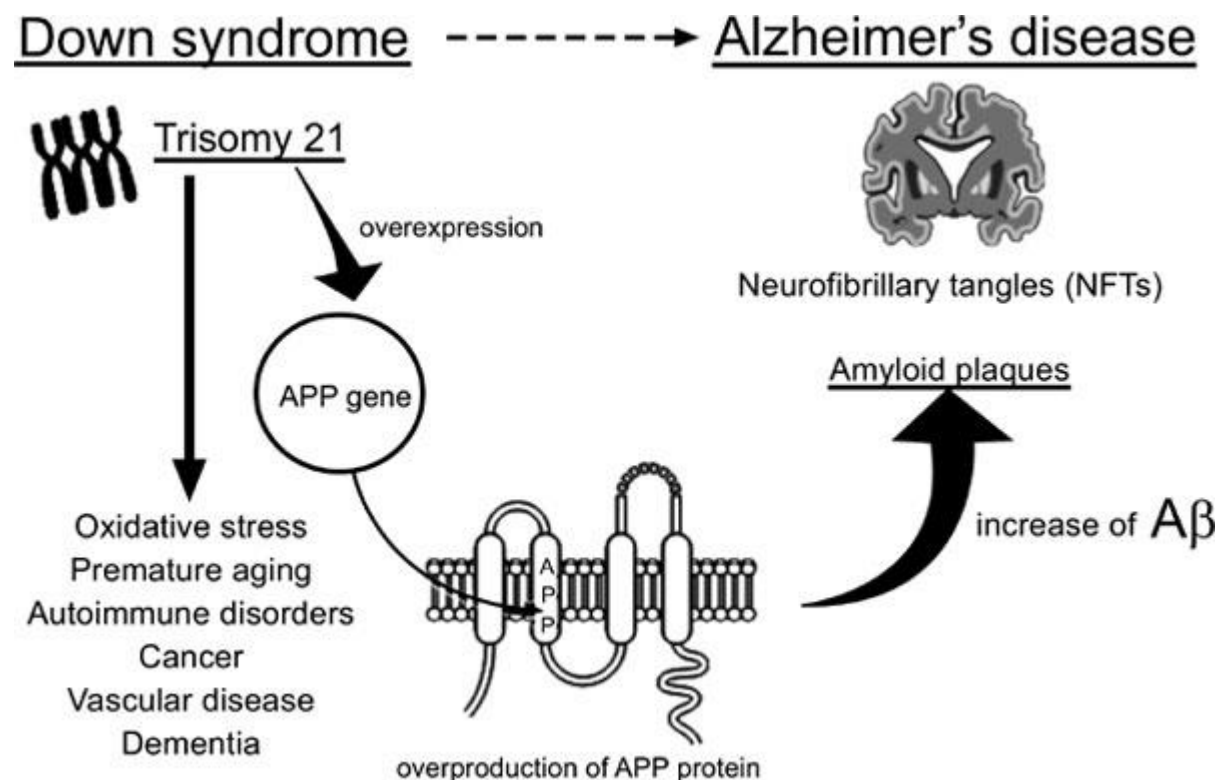 Down syndrome
Alzheimer's disease
Trisomy 21
overexpression
APP gene
Oxidative stress
Premature aging
Autoimmune disorders
Cancer
Vascular disease
Dementia
A
P
P
overproduction of APP protein
Neurofibrillary tangles (NFTs)
Amyloid plaques
increase of Aβ